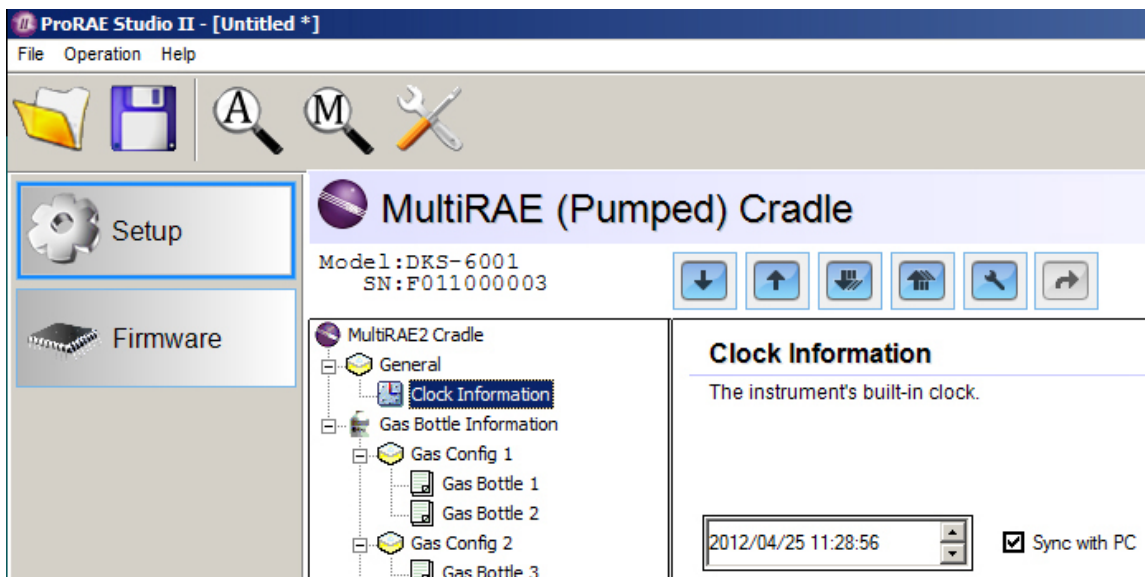 ProRAE Studio II - [Untitled *]
File Operation Help
A M
Setup
Firmware
MultiRAE (Pumped) Cradle
Model:DKS-6001
SN:F011000003
MultiRAE2 Cradle
General
Clock Information
Gas Bottle Information
Gas Config 1
Gas Bottle 1
Gas Bottle 2
Gas Config 2
Gas Bottle 3
Clock Information
The instrument's built-in clock.
2012/04/25 11:28:56
Sync with PC